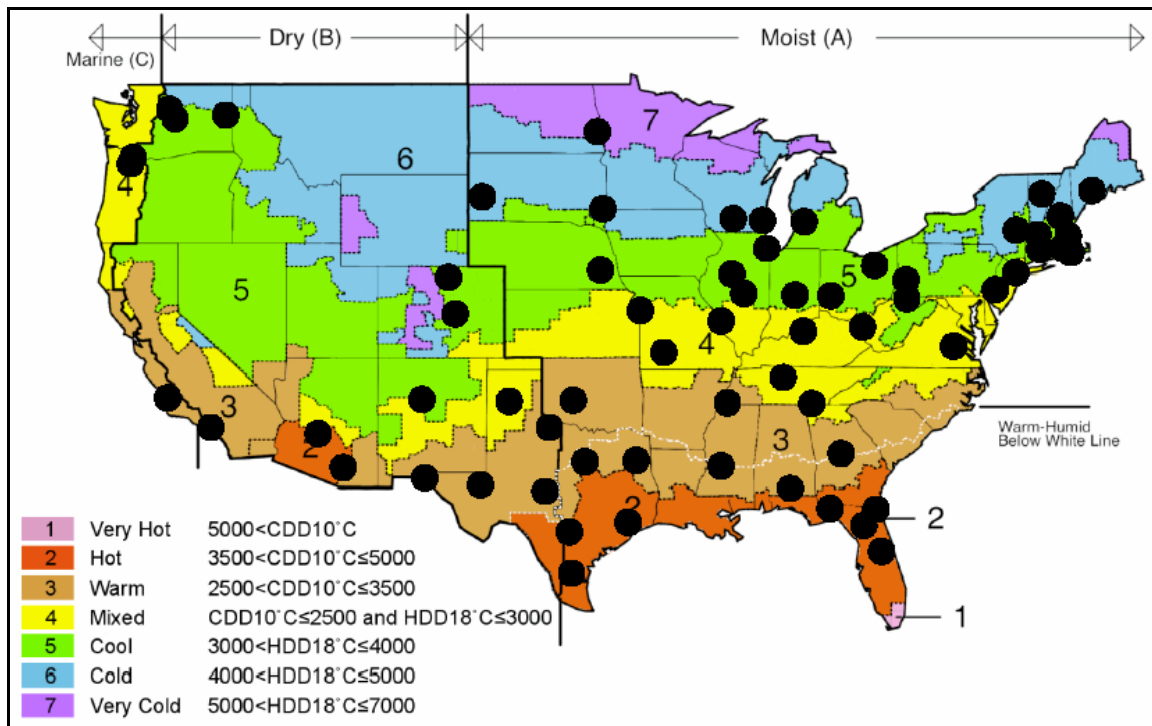 Marine (C)
Dry (B)
Moist (A)
7
6
4
5
5
4
3
3
2
2
Warm-Humid
Below White Line
2
1
1 Very Hot 5000<CDD10˚C
2 Hot 3500<CDD10˚C≤5000
3 Warm 2500<CDD10˚C≤3500
4 Mixed CDD10˚C≤2500 and HDD18˚C≤3000
5 Cool 3000<HDD18˚C≤4000
6 Cold 4000<HDD18˚C≤5000
7 Very Cold 5000<HDD18˚C≤7000